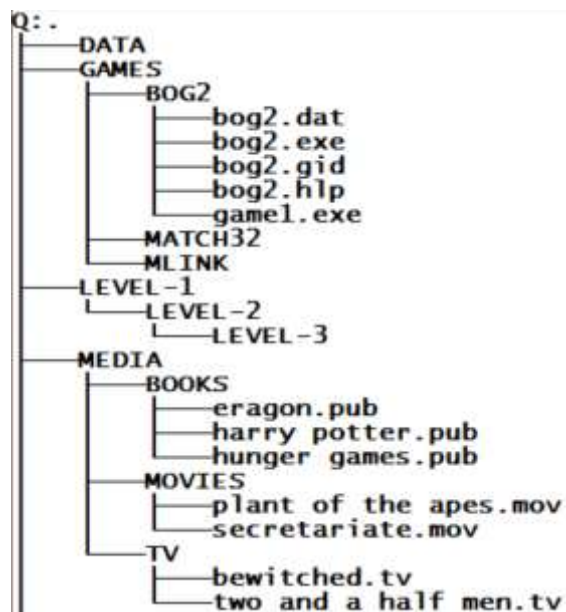 Q:.
DATA
GAMES
BOG2
bog2.dat
bog2.exe
bog2.gid
bog2.hlp
game1.exe
MATCH32
MLINK
LEVEL-1
LEVEL-2
LEVEL-3
MEDIA
BOOKS
eragon.pub
harry potter.pub
hunger games.pub
MOVIES
plant of the apes.mov
secretariate.mov
TV
bewitched.tv
two and a half men.tv